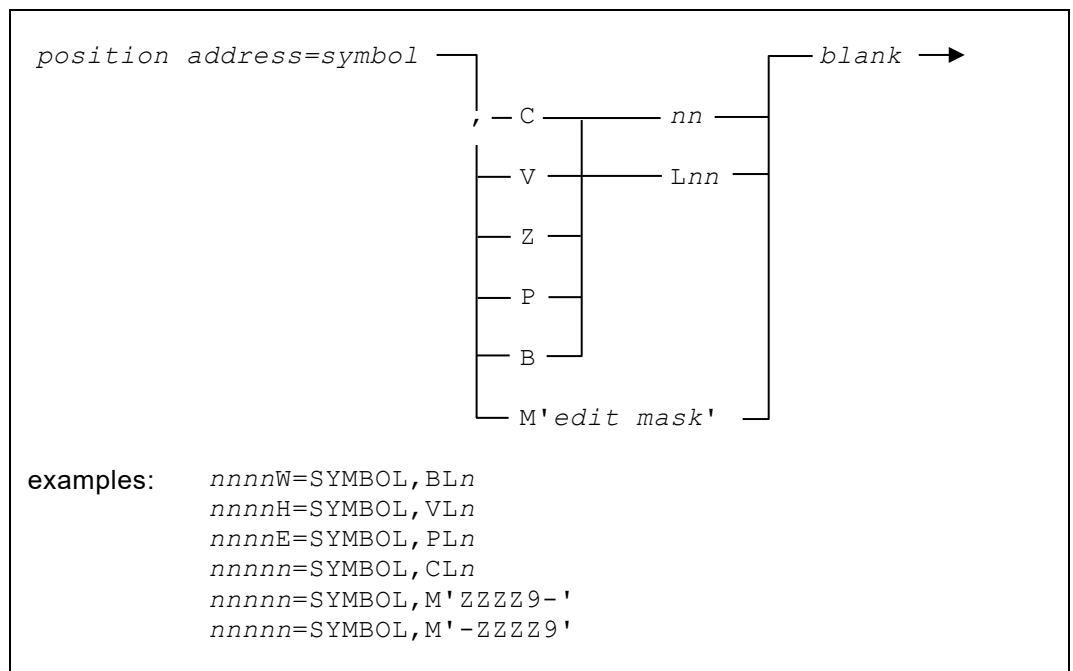 position address=symbol blank
, C nn
V Lnn
Z
P
B
M'edit mask'
examples: nnnnW=SYMBOL,BLn
nnnnH=SYMBOL,VLn
nnnnE=SYMBOL,PLn
nnnnn=SYMBOL,CLn
nnnnn=SYMBOL,M'ZZZZ9-'
nnnnn=SYMBOL,M'-ZZZZ9'